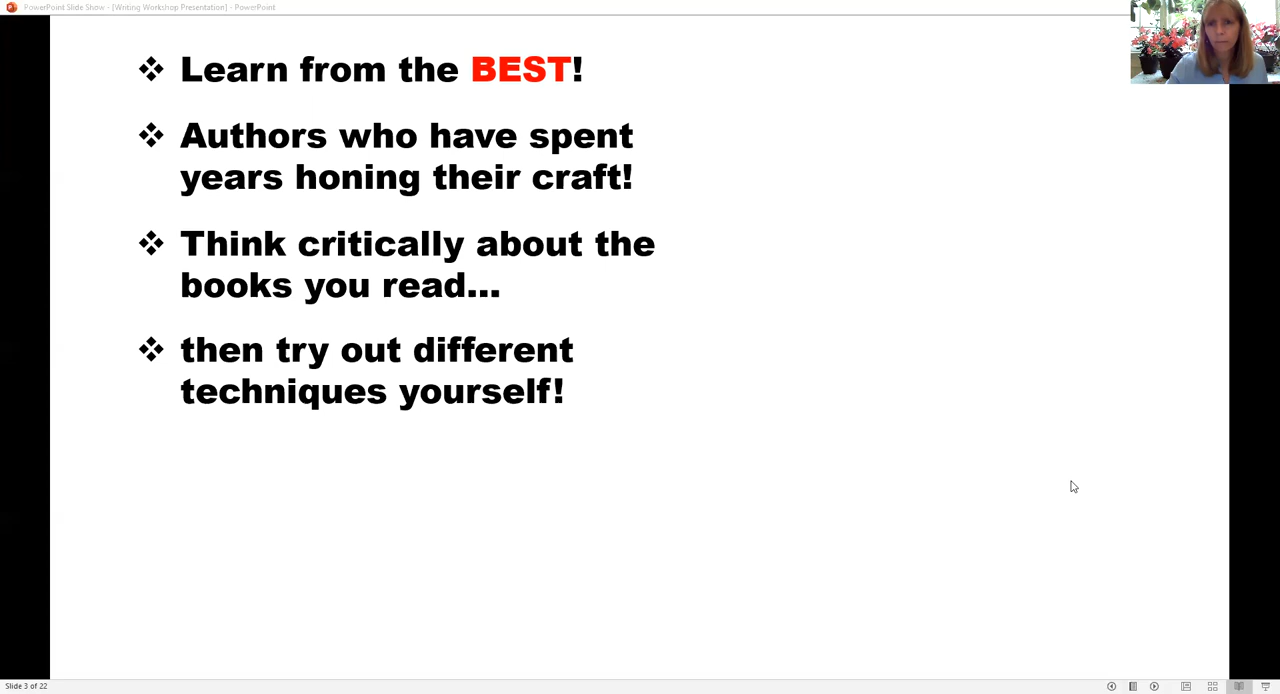 PowerPoint Slide Show - [Writing Workshop Presentation] - PowerPoint
❖ Learn from the BEST!
❖ Authors who have spent
years honing their craft!
❖ Think critically about the
books you read...
❖ then try out different
techniques yourself!
Slide 3 of 22